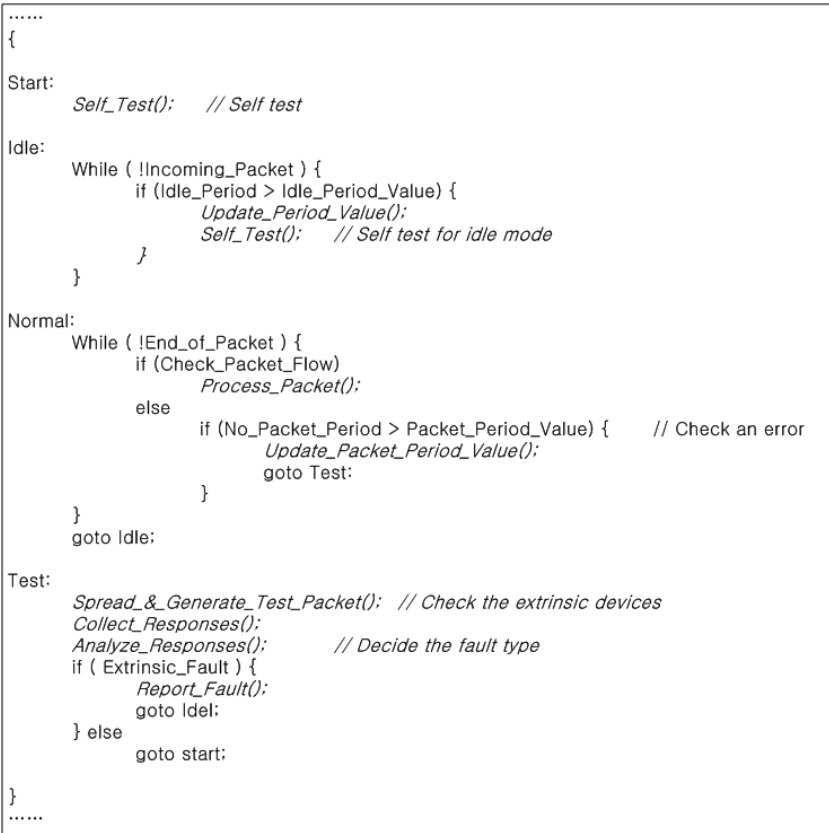 ......
{
Start:
Self_Test(); // Self test
Idle:
While ( !Incoming_Packet ) {
if (Idle_Period > Idle_Period_Value) {
Update_Period_Value();
Self_Test(); // Self test for idle mode
}
}
Normal:
While ( !End_of_Packet ) {
if (Check_Packet_Flow)
Process_Packet();
else
if (No_Packet_Period > Packet_Period_Value) { // Check an error
Update_Packet_Period_Value();
goto Test:
}
}
goto Idle;
Test:
Spread_&_Generate_Test_Packet(); // Check the extrinsic devices
Collect_Responses();
Analyze_Responses(); // Decide the fault type
if ( Extrinsic_Fault ) {
Report_Fault();
goto Idel;
} else
goto start;
}
......